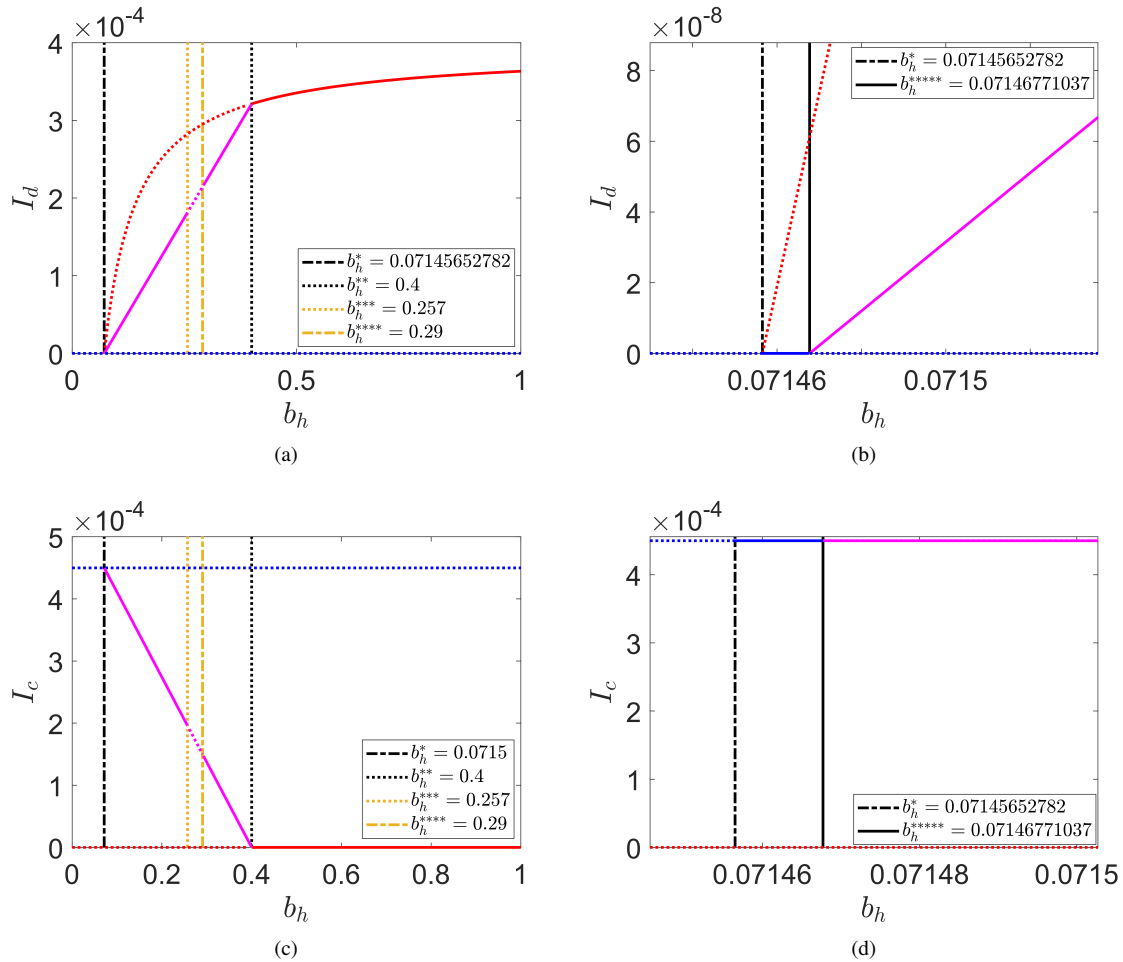 ×10⁻⁴
4
3
2
1
0
I_d
0
0.5
1
b_h
b_h^* = 0.07145652782
b_h^{**} = 0.4
b_h^{***} = 0.257
b_h^{****} = 0.29
(a)
×10⁻⁸
8
6
4
2
0
I_d
0.07146
0.0715
b_h
b_h^* = 0.07145652782
b_h^{*****} = 0.07146771037
(b)
×10⁻⁴
5
4
3
2
1
0
I_c
0
0.2
0.4
0.6
0.8
1
b_h
b_h^* = 0.0715
b_h^{**} = 0.4
b_h^{***} = 0.257
b_h^{****} = 0.29
(c)
×10⁻⁴
4
3
2
1
0
I_c
0.07146
0.07148
0.0715
b_h
b_h^* = 0.07145652782
b_h^{*****} = 0.07146771037
(d)